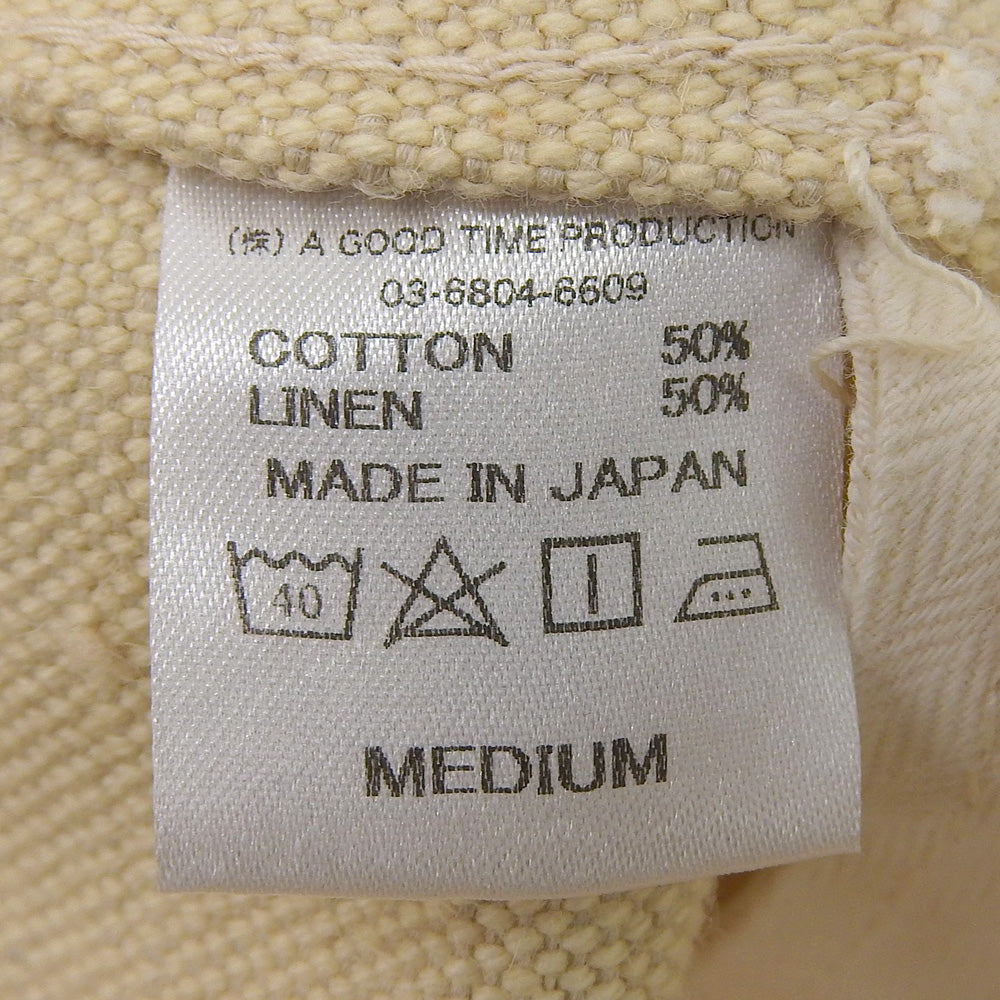 (株) A GOOD TIME PRODUCTION
03-6804-6609
COTTON 50%
LINEN 50%
MADE IN JAPAN
40
MEDIUM